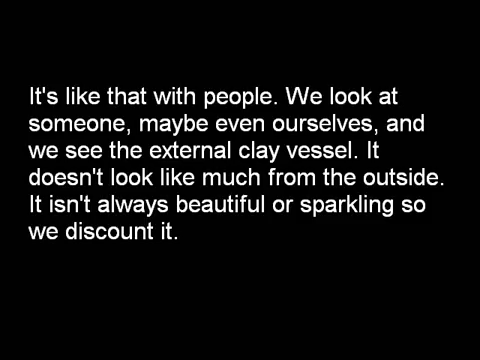 It's like that with people. We look at
someone, maybe even ourselves, and
we see the external clay vessel. It
doesn't look like much from the outside.
It isn't always beautiful or sparkling so
we discount it.